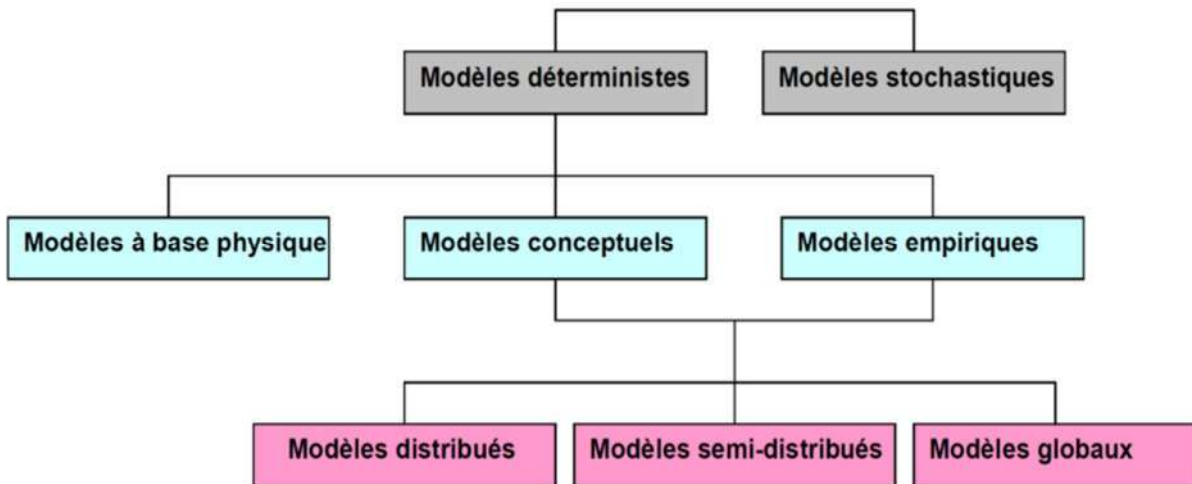 Modèles déterministes
Modèles stochastiques
Modèles à base physique
Modèles conceptuels
Modèles empiriques
Modèles distribués
Modèles semi-distribués
Modèles globaux